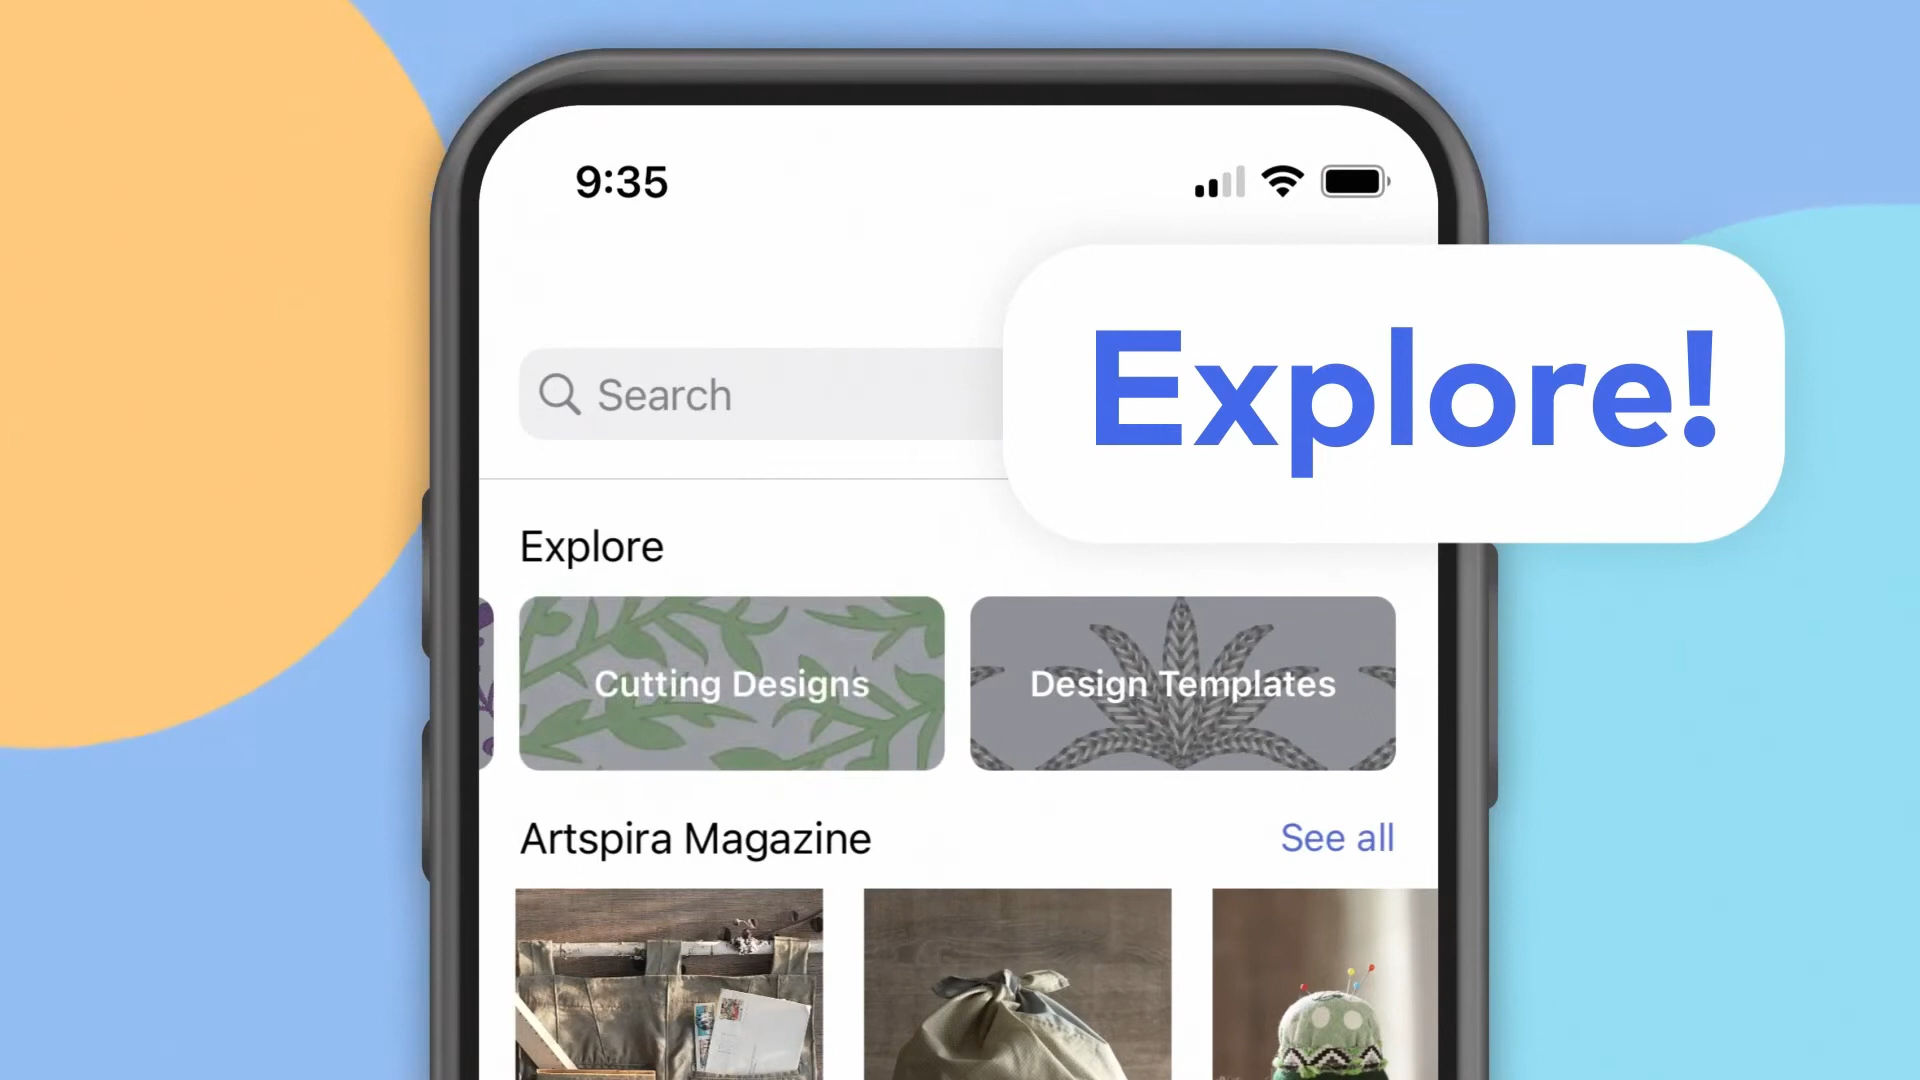 9:35
Search
Explore!
Explore
Cutting Designs
Design Templates
Artspira Magazine
See all